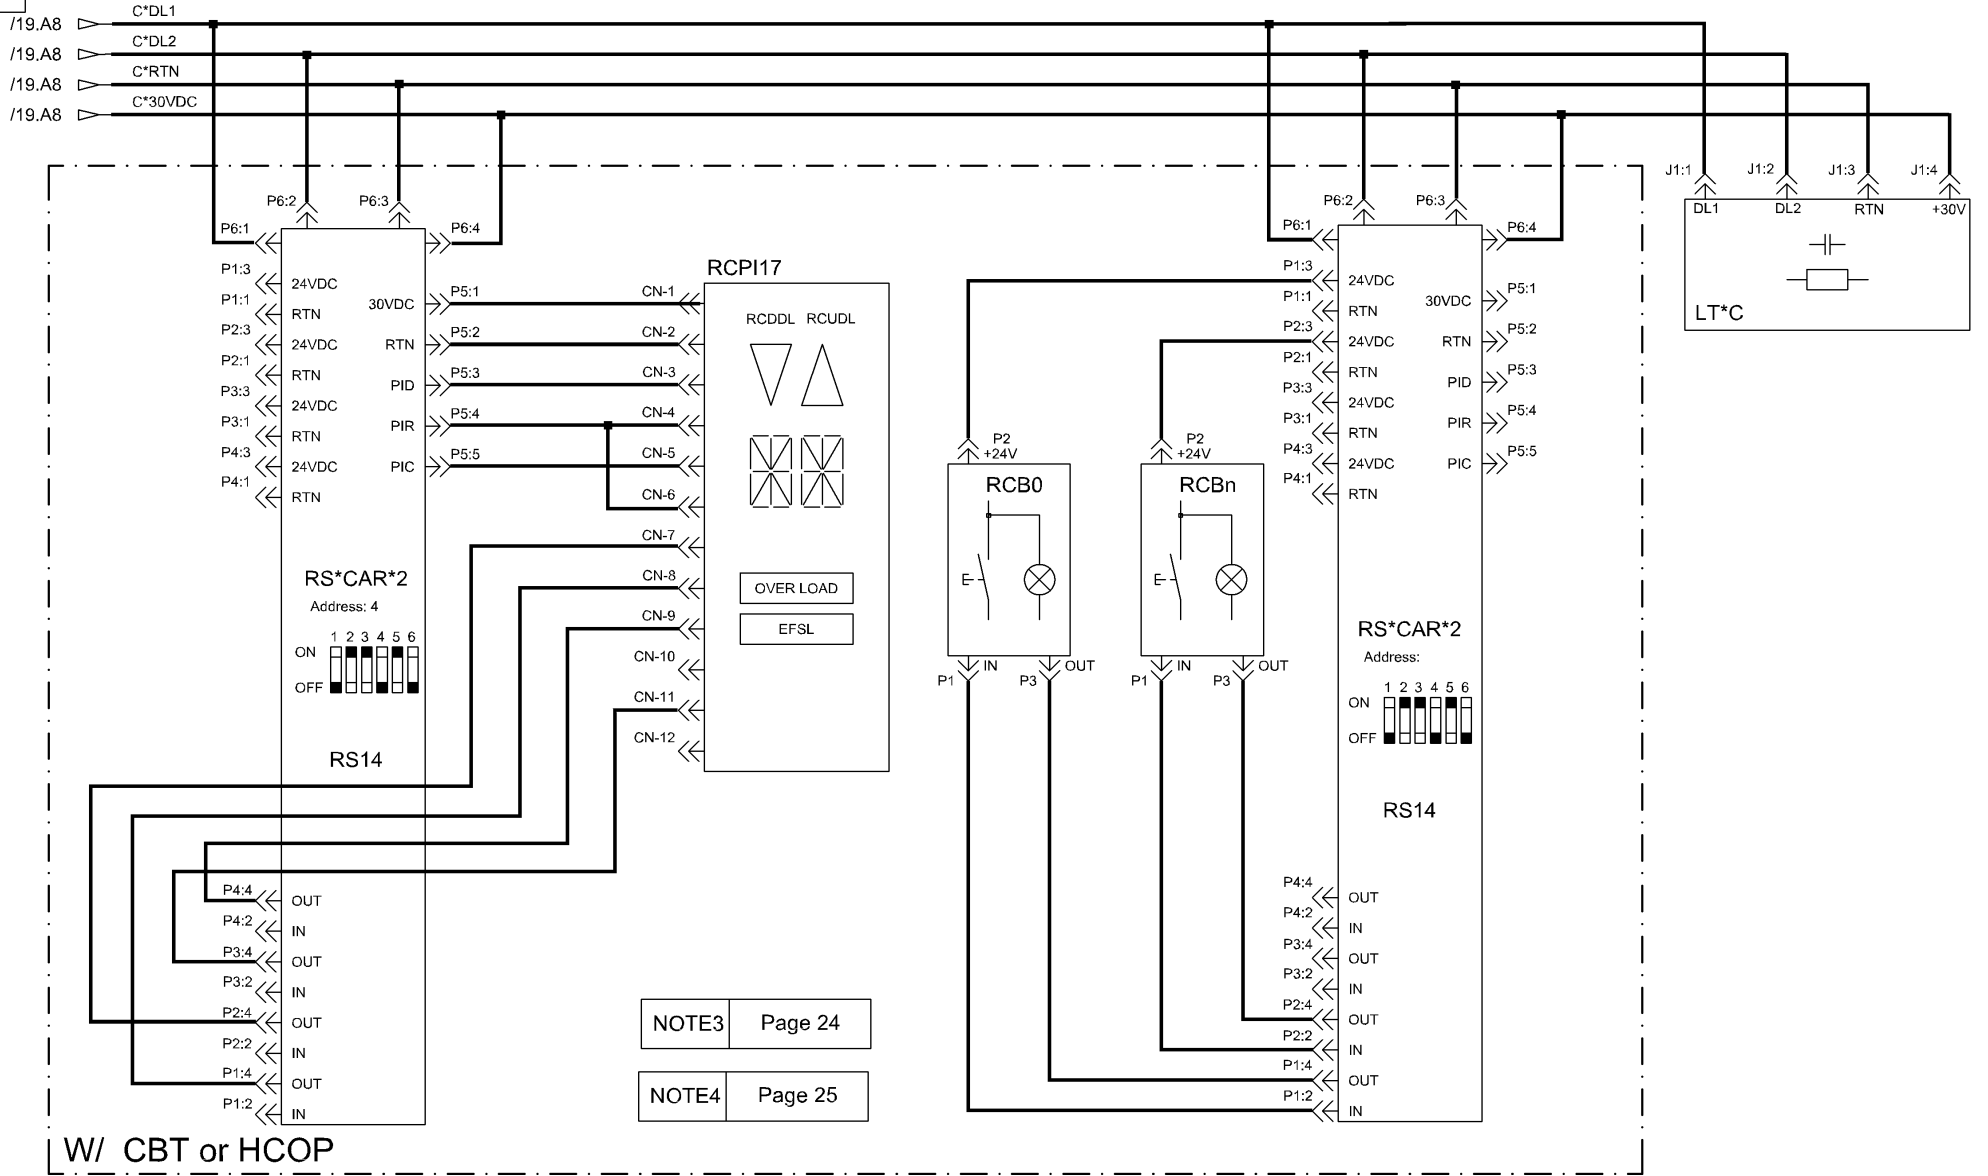 /19.A8 C*DL1
/19.A8 C*DL2
/19.A8 C*RTN
/19.A8 C*30VDC
P6:2 P6:3
P6:1 P6:4
P1:3 24VDC
P1:1 RTN
P2:3 24VDC
P2:1 RTN
P3:3 24VDC
P3:1 RTN
P4:3 24VDC
P4:1 RTN
30VDC P5:1
RTN P5:2
PID P5:3
PIR P5:4
PIC P5:5
RS*CAR*2
Address: 4
1 2 3 4 5 6
ON
OFF
RS14
P4:4 OUT
P4:2 IN
P3:4 OUT
P3:2 IN
P2:4 OUT
P2:2 IN
P1:4 OUT
P1:2 IN
RCPI17
CN-1
CN-2
CN-3
CN-4
CN-5
CN-6
CN-7
CN-8
CN-9
CN-10
CN-11
CN-12
RCDDL RCUDL
OVER LOAD
EFSL
NOTE3 Page 24
NOTE4 Page 25
P2
+24V
RCB0
E
IN OUT
P1 P3
P2
+24V
RCBn
E
IN OUT
P1 P3
P6:2 P6:3
P6:1 P6:4
P1:3 24VDC
P1:1 RTN
P2:3 24VDC
P2:1 RTN
P3:3 24VDC
P3:1 RTN
P4:3 24VDC
P4:1 RTN
30VDC P5:1
RTN P5:2
PID P5:3
PIR P5:4
PIC P5:5
RS*CAR*2
Address:
1 2 3 4 5 6
ON
OFF
RS14
P4:4 OUT
P4:2 IN
P3:4 OUT
P3:2 IN
P2:4 OUT
P2:2 IN
P1:4 OUT
P1:2 IN
J1:1 J1:2 J1:3 J1:4
DL1 DL2 RTN +30V
LT*C
W/ CBT or HCOP